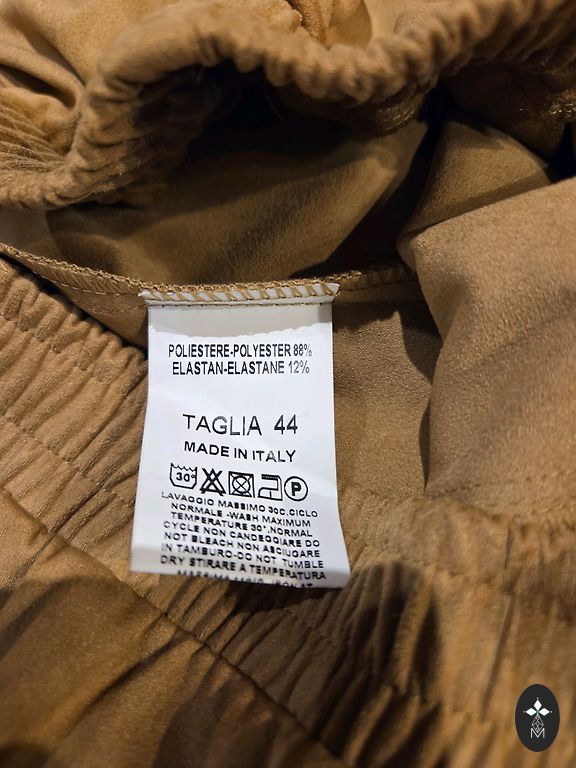 POLIESTERE-POLYESTER 88%
ELASTAN-ELASTANE 12%
TAGLIA 44
MADE IN ITALY
30° P
LAVAGGIO MASSIMO 30C.CICLO
NORMALE -WASH MAXIMUM
TEMPERATURE 30°.NORMAL
CYCLE NON CANDEGGIARE DO
NOT BLEACH NON ASCIUGARE
IN TAMBURO-DO NOT TUMBLE
DRY STIRARE A TEMPERATURA
M